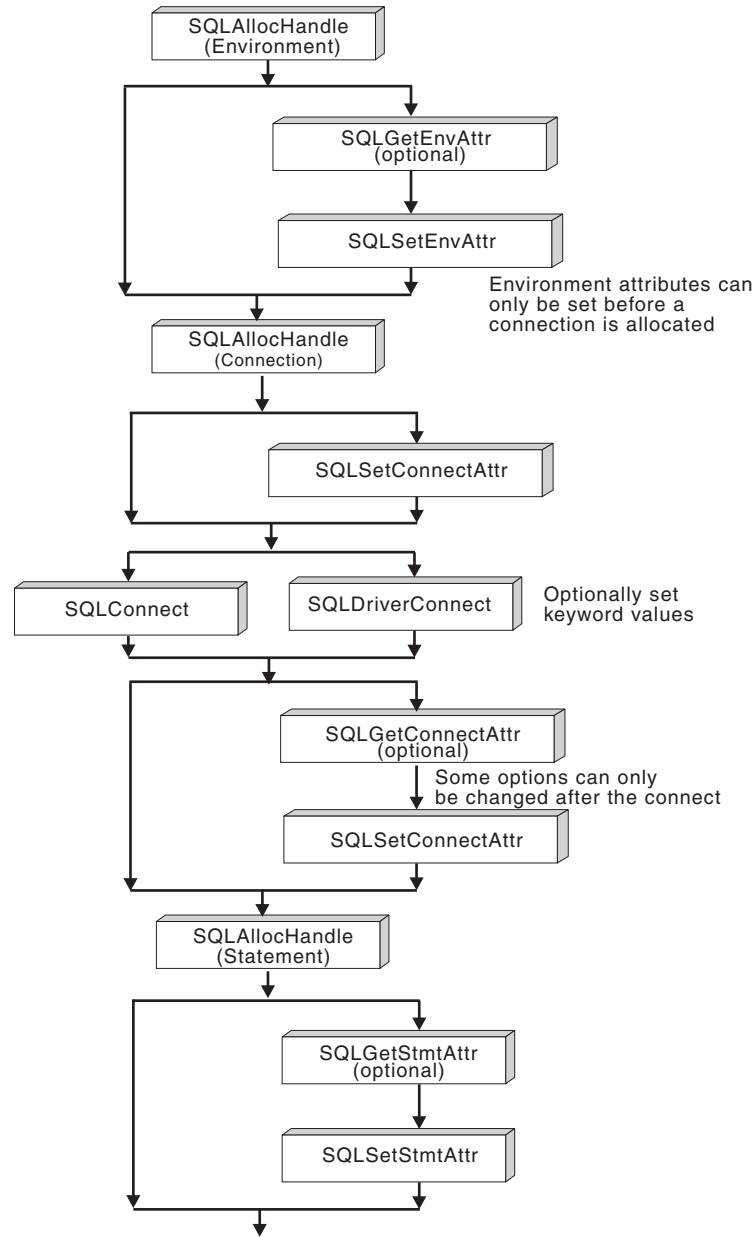 SQLAllocHandle
(Environment)
SQLGetEnvAttr
(optional)
SQLSetEnvAttr
Environment attributes can
only be set before a
connection is allocated
SQLAllocHandle
(Connection)
SQLSetConnectAttr
SQLConnect
SQLDriverConnect
Optionally set
keyword values
SQLGetConnectAttr
(optional)
Some options can only
be changed after the connect
SQLSetConnectAttr
SQLAllocHandle
(Statement)
SQLGetStmtAttr
(optional)
SQLSetStmtAttr